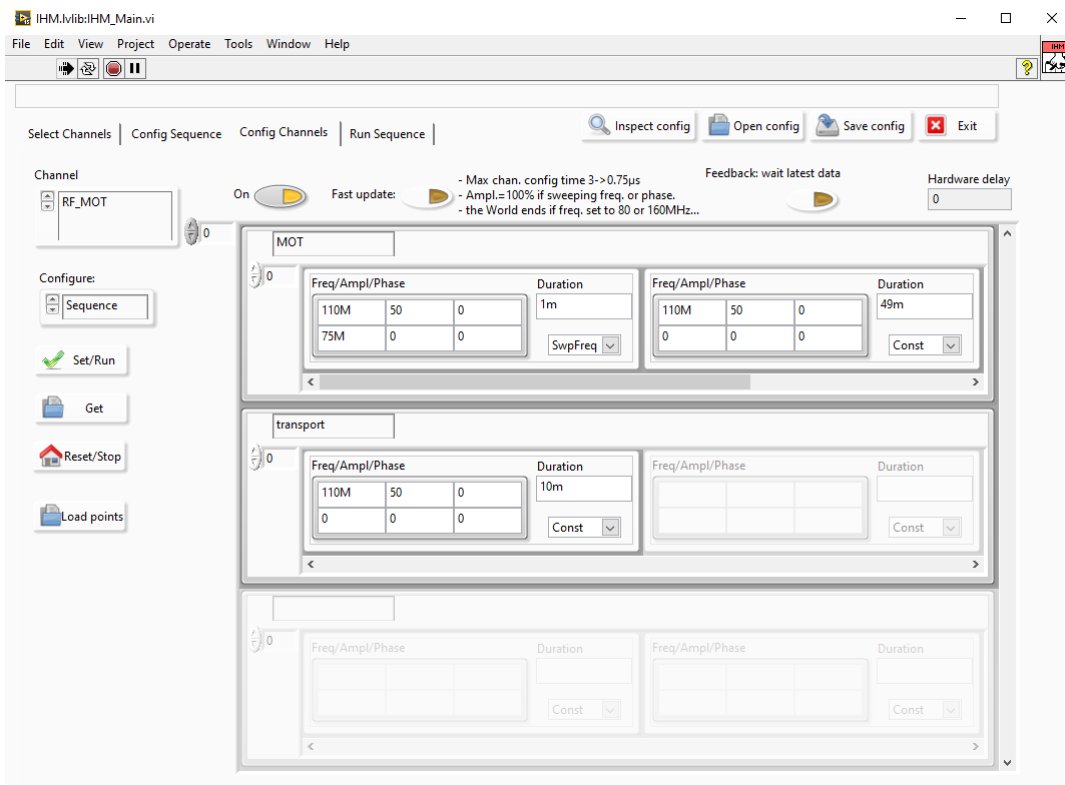 IHM.lvlib:IHM_Main.vi
File Edit View Project Operate Tools Window Help
IHM
Select Channels Config Sequence Config Channels Run Sequence
Inspect config Open config Save config Exit
Channel
RF_MOT
0
On
Fast update:
- Max chan. config time 3->0.75µs
- Ampl.=100% if sweeping freq. or phase.
- the World ends if freq. set to 80 or 160MHz...
Feedback: wait latest data
Hardware delay
0
Configure:
Sequence
Set/Run
Get
Reset/Stop
Load points
MOT
0
Freq/Ampl/Phase Duration Freq/Ampl/Phase Duration
110M 50 0 1m 110M 50 0 49m
75M 0 0 SwpFreq 0 0 0 Const
transport
0
Freq/Ampl/Phase Duration Freq/Ampl/Phase Duration
110M 50 0 10m
0 0 0 Const Const
0
Freq/Ampl/Phase Duration Freq/Ampl/Phase Duration
Const Const